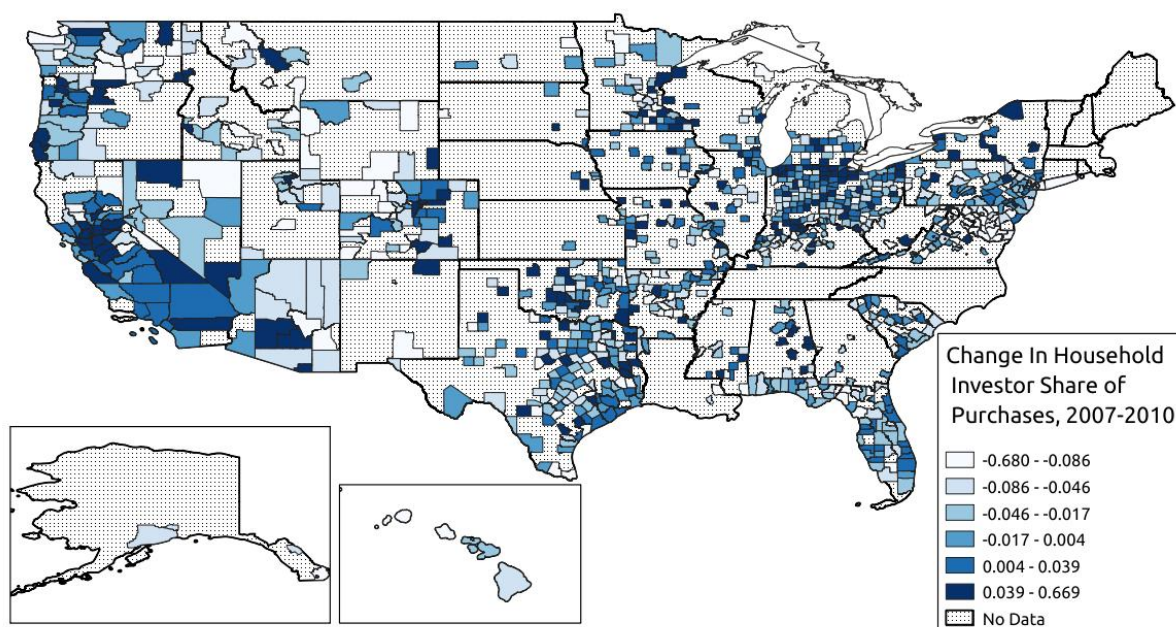 Change In Household
Investor Share of
Purchases, 2007-2010
-0.680 - -0.086
-0.086 - -0.046
-0.046 - -0.017
-0.017 - 0.004
0.004 - 0.039
0.039 - 0.669
No Data